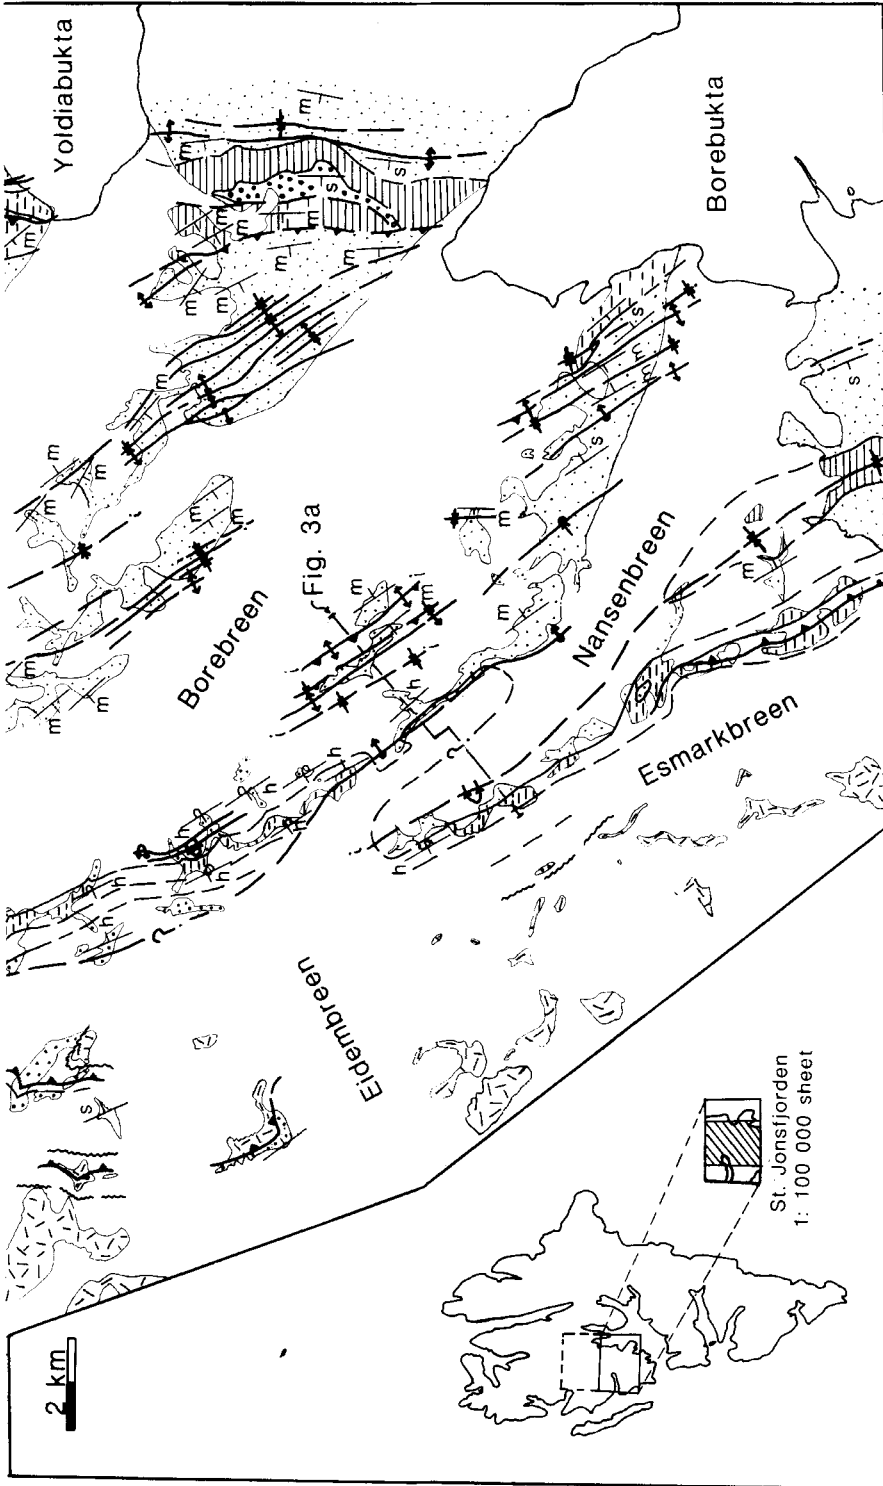 2 km
Yoldiabukta
Borebukta
Borebreen
Fig. 3a
Nansenbreen
Esmarkbreen
Eidembreen
St. Jonsfjorden
1: 100 000 sheet